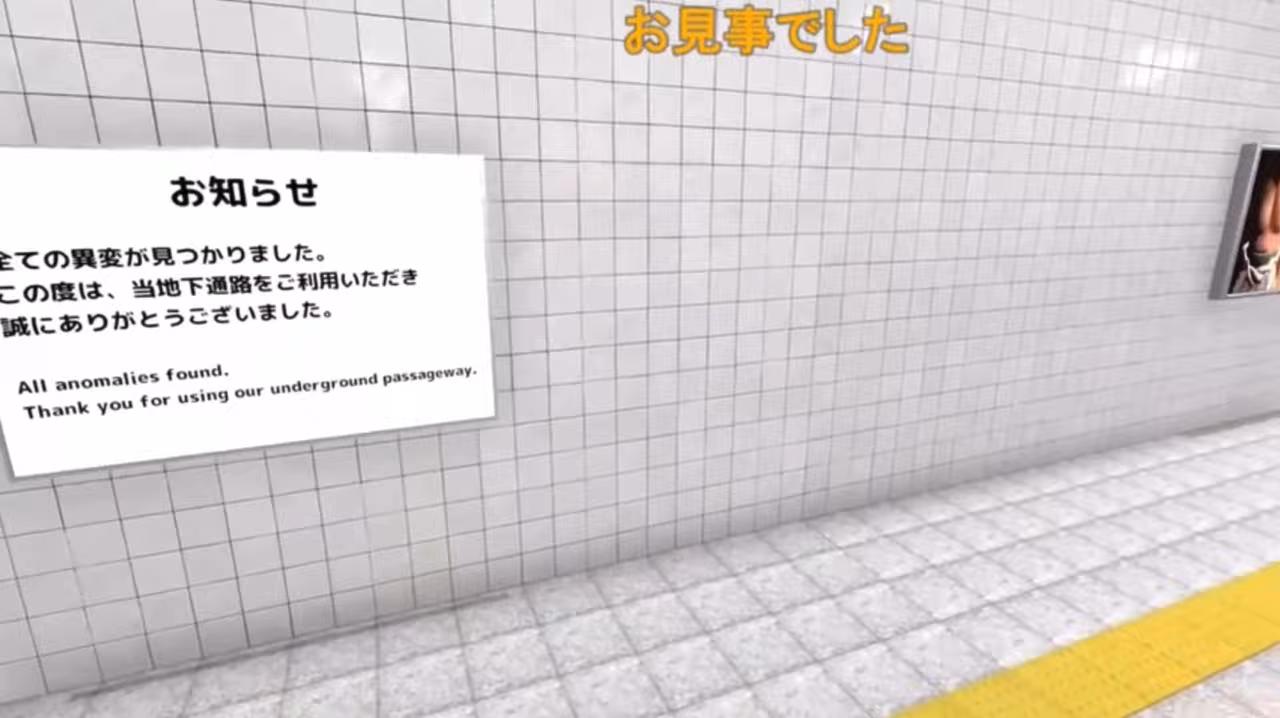 お見事でした
お知らせ
全ての異変が見つかりました。
この度は、当地下通路をご利用いただき
誠にありがとうございました。
All anomalies found.
Thank you for using our underground passageway.